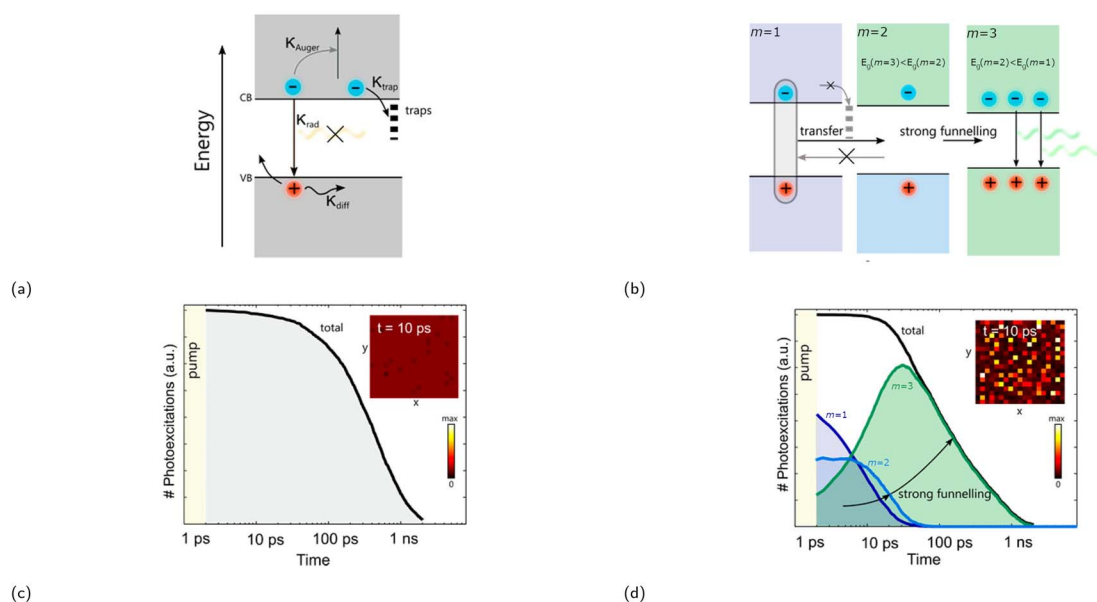 Energy
K_Auger
K_trap
CB
traps
K_rad
VB
K_diff
(a)
m=1
m=2
m=3
E_g(m=3)<E_g(m=2)
E_g(m=2)<E_g(m=1)
transfer
strong funnelling
(b)
# Photoexcitations (a.u.)
pump
total
t = 10 ps
y
x
max
0
1 ps
10 ps
100 ps
1 ns
Time
(c)
# Photoexcitations (a.u.)
pump
total
t = 10 ps
y
x
m=3
m=1
max
m=2
strong funnelling
0
1 ps
10 ps
100 ps
1 ns
Time
(d)